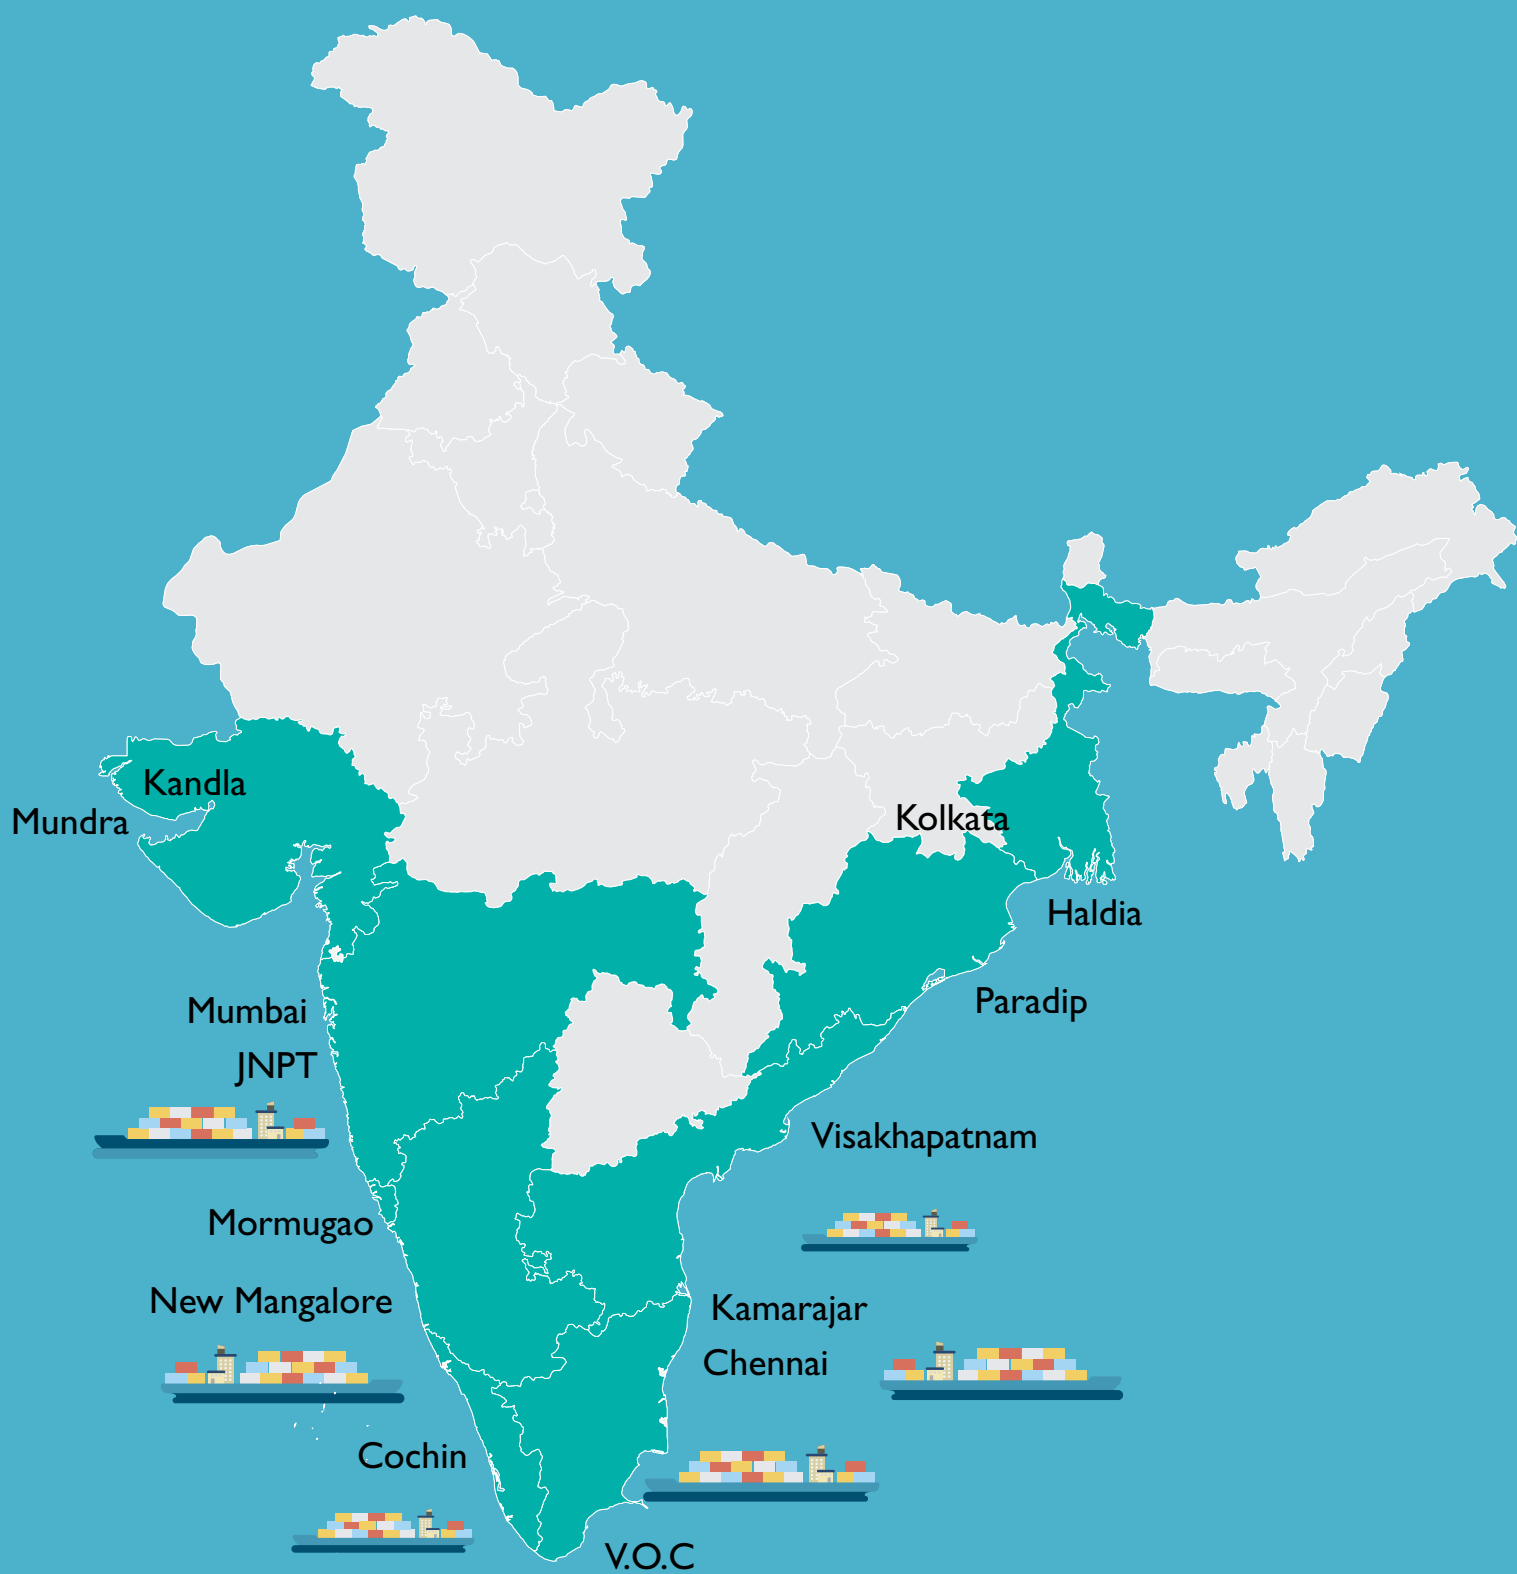 Kandla
Mundra
Kolkata
Haldia
Paradip
Mumbai
JNPT
Visakhapatnam
Mormugao
New Mangalore
Kamarajar
Chennai
Cochin
V.O.C